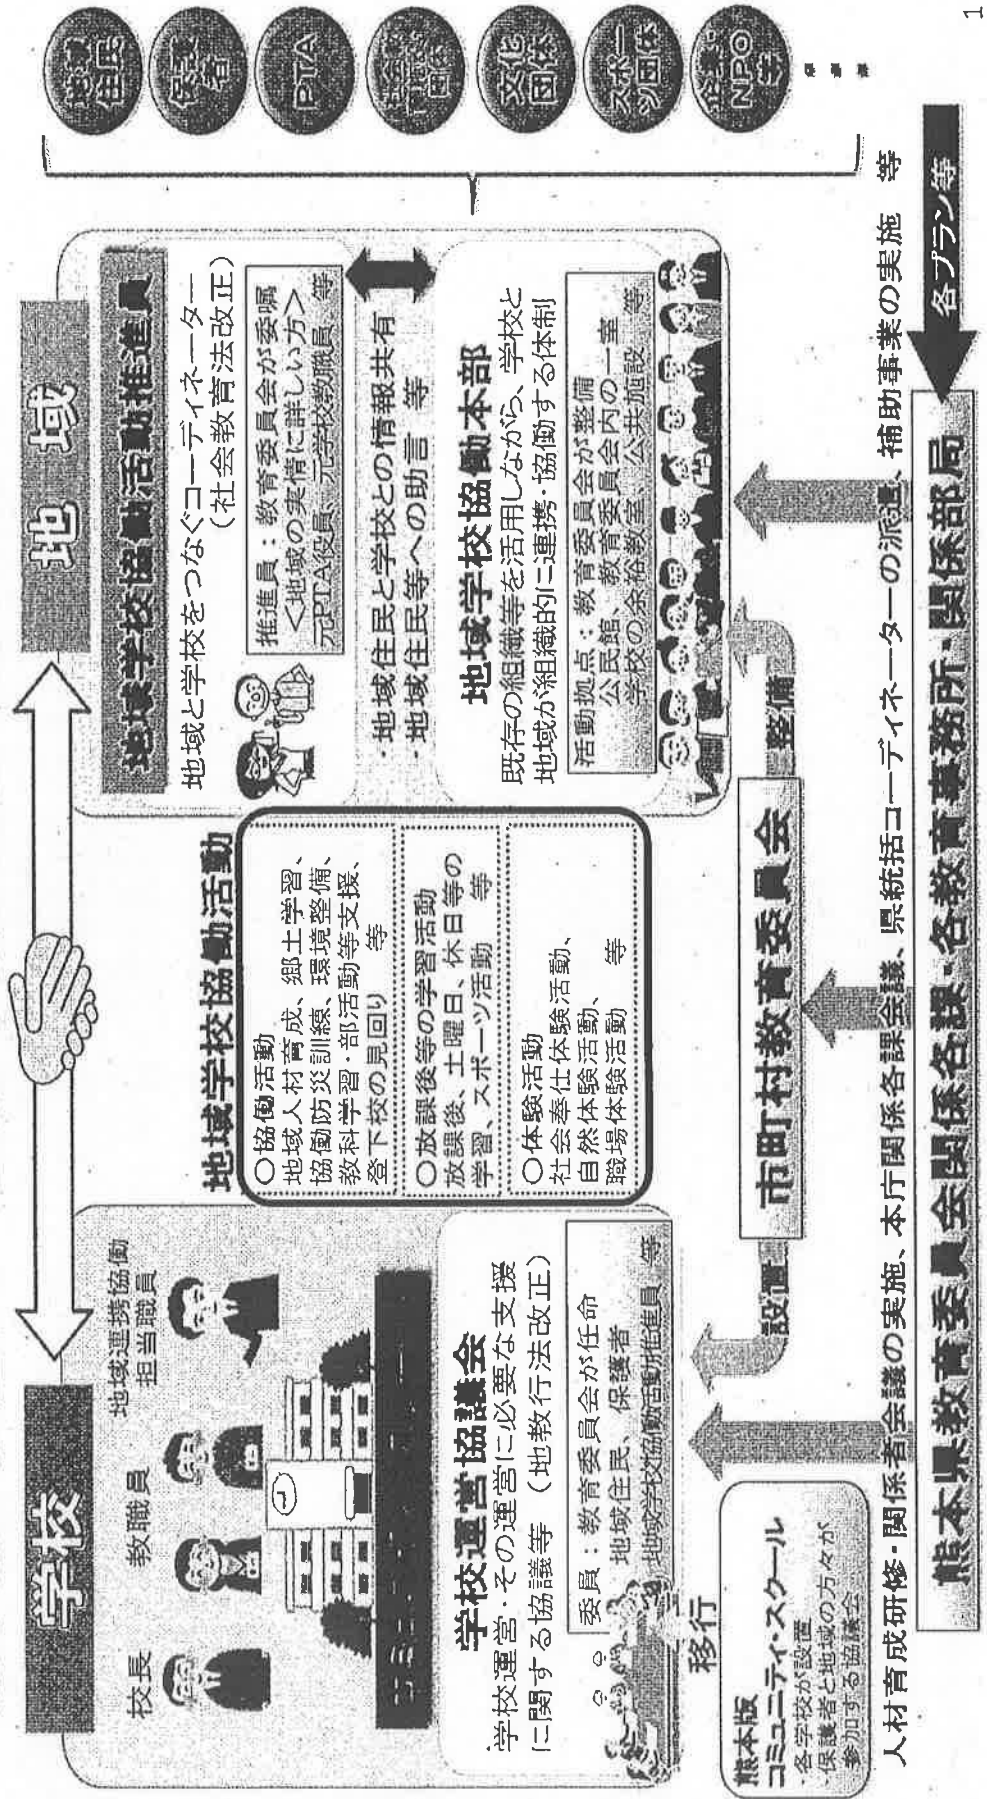 学校
地域
校長
教職員
地域連携協働
担当職員
コミュニティ・スクール
学校運営協議会
学校運営・その運営に必要な支援
に関する協議等（地教行法改正）
委員：教育委員会が任命
地域住民、保護者
地域学校協働活動推進員 等
移行
熊本版
コミュニティ・スクール
・各学校が設置
・保護者と地域の方々が
参加する協議会
地域学校協働活動
○協働活動
地域人材育成、郷土学習、
協働防災訓練、環境整備、
教科学習・部活動等支援、
登下校の見回り 等
○放課後等の学習活動
放課後、土曜日、休日等の
学習、スポーツ活動 等
○体験活動
社会奉仕体験活動、
自然体験活動、
職場体験活動 等
地域学校協働活動推進員
地域と学校をつなぐコーディネーター
（社会教育法改正）
推進員：教育委員会が委嘱
＜地域の実情に詳しい方＞
元PTA役員、元学校教職員 等
・地域住民と学校との情報共有
・地域住民等への助言 等
地域学校協働本部
既存の組織等を活用しながら、学校と
地域が組織的に連携・協働する体制
活動拠点：教育委員会が整備
公民館、教育委員会内の一室
学校の余裕教室、公共施設 等
設置
市町村教育委員会
整備
人材育成研修・関係者会議の実施、本庁関係各課会議、県統括コーディネーターの派遣、補助事業の実施 等
熊本県教育委員会関係各課・各教育事務所・関係部局
各プラン等
地域
住民
保護
者
PTA
団体
文化
団体
スポー
ツ団体
企業・
NPO
等
1